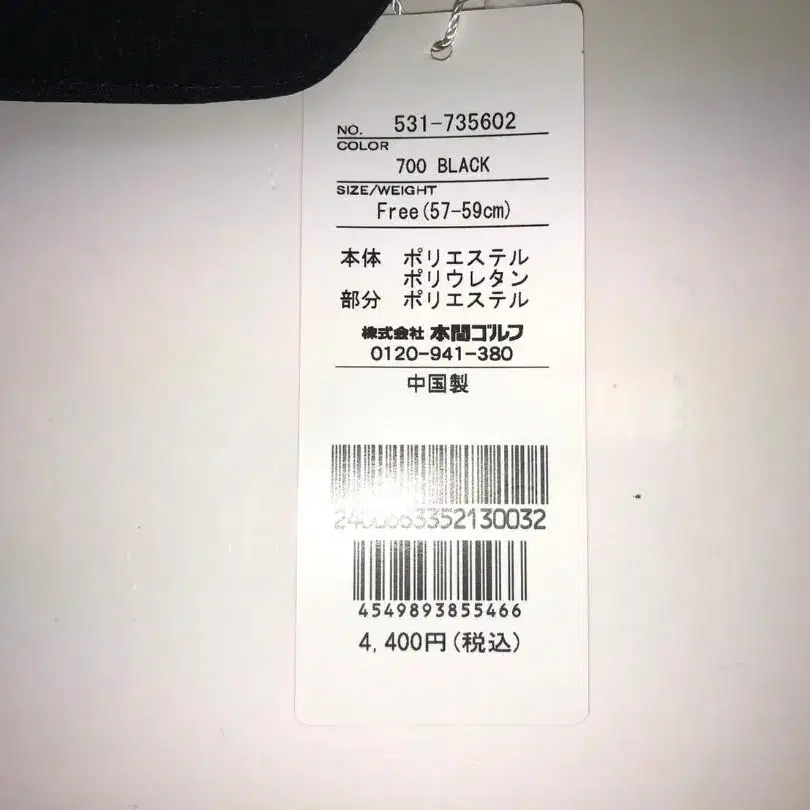 NO. 531-735602
COLOR
700 BLACK
SIZE/WEIGHT
Free(57-59cm)
本体 ポリエステル
ポリウレタン
部分 ポリエステル
株式会社 本間ゴルフ
0120-941-380
中国製
4549893855466
4,400円(税込)